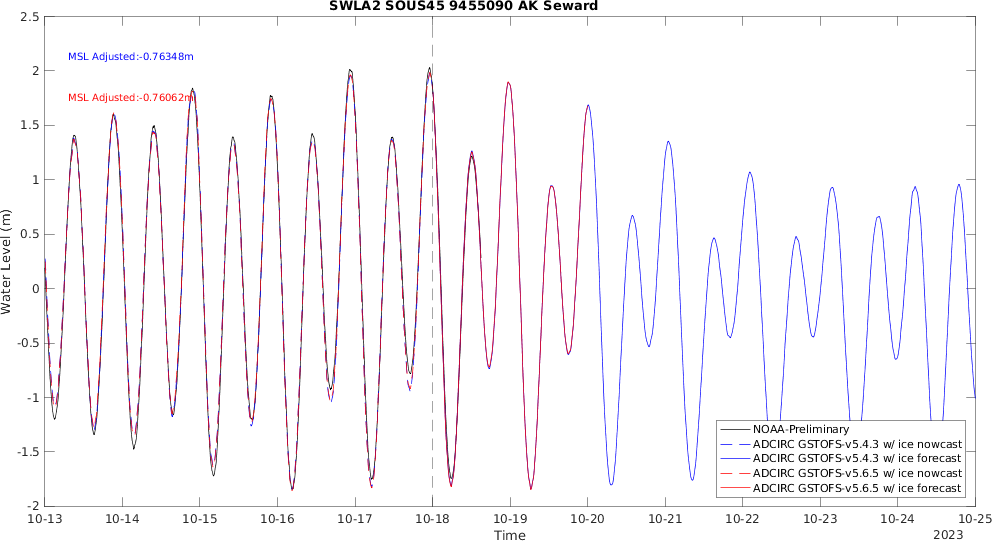 SWLA2 SOUS45 9455090 AK Seward
2.5
2
1.5
1
0.5
0
-0.5
-1
-1.5
-2
Water Level (m)
MSL Adjusted:-0.76348m
MSL Adjusted:-0.76062m
NOAA-Preliminary
ADCIRC GSTOFS-v5.4.3 w/ ice nowcast
ADCIRC GSTOFS-v5.4.3 w/ ice forecast
ADCIRC GSTOFS-v5.6.5 w/ ice nowcast
ADCIRC GSTOFS-v5.6.5 w/ ice forecast
10-13 10-14 10-15 10-16 10-17 10-18 10-19 10-20 10-21 10-22 10-23 10-24 10-25
Time
2023